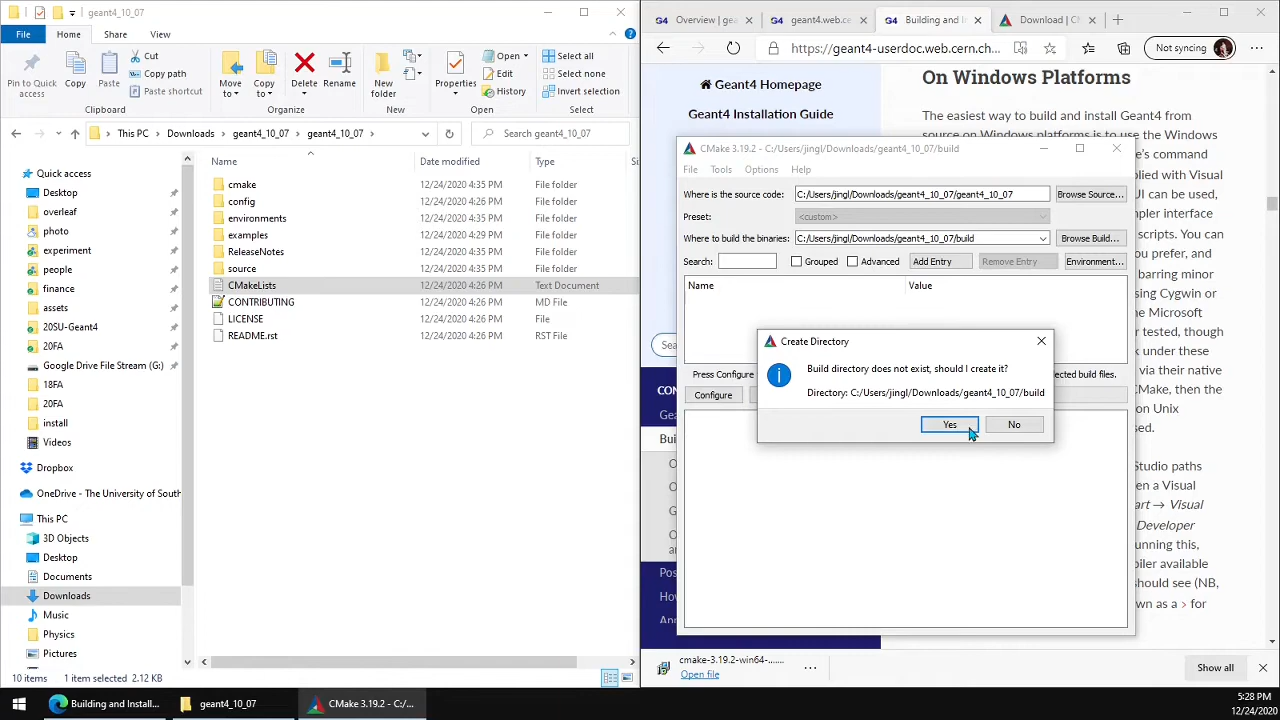 geant4_10_07
File
Home
Share
View
Pin to Quick access
Copy
Paste
Cut
Copy path
Paste shortcut
Clipboard
Move to
Copy to
Delete
Rename
Organize
New folder
New
Properties
Open
Edit
History
Open
Select all
Select none
Invert selection
Select
This PC
Downloads
geant4_10_07
geant4_10_07
Search geant4_10_07
Quick access
Desktop
overleaf
photo
experiment
people
finance
assets
20SU-Geant4
20FA
Google Drive File Stream (G:)
18FA
20FA
install
Videos
Dropbox
OneDrive - The University of South
This PC
3D Objects
Desktop
Documents
Downloads
Music
Physics
Pictures
Name Date modified Type Si
cmake 12/24/2020 4:35 PM File folder
config 12/24/2020 4:26 PM File folder
environments 12/24/2020 4:35 PM File folder
examples 12/24/2020 4:29 PM File folder
ReleaseNotes 12/24/2020 4:35 PM File folder
source 12/24/2020 4:26 PM File folder
CMakeLists 12/24/2020 4:26 PM Text Document
CONTRIBUTING 12/24/2020 4:26 PM MD File
LICENSE 12/24/2020 4:26 PM File
README.rst 12/24/2020 4:26 PM RST File
10 items 1 item selected 2.12 KB
G4 Overview | gea
G4 geant4.web.ce
G4 Building and I
Download | CM
https://geant4-userdoc.web.cern.ch...
Not syncing
Geant4 Homepage
Geant4 Installation Guide
Sea
CON
Gea
Bui
O
O
G
O
a
Pos
How
Ann
On Windows Platforms
The easiest way to build and install Geant4 from
source on Windows platforms is to use the Windows
e's command
plied with Visual
UI can be used,
mpler interface
scripts. You can
u prefer, and
barring minor
sing Cygwin or
he Microsoft
r tested, though
k under these
via their native
CMake, then the
on Unix
sed.
Studio paths
en a Visual
art → Visual
Developer
unning this,
piler available
should see (NB,
wn as a > for
CMake 3.19.2 - C:/Users/jingl/Downloads/geant4_10_07/build
File Tools Options Help
Where is the source code: C:/Users/jingl/Downloads/geant4_10_07/geant4_10_07 Browse Source...
Preset: <custom>
Where to build the binaries: C:/Users/jingl/Downloads/geant4_10_07/build Browse Build...
Search: Grouped Advanced Add Entry Remove Entry Environment...
Name Value
Press Configure
elected build files.
Configure
Create Directory
Build directory does not exist, should I create it?
Directory: C:/Users/jingl/Downloads/geant4_10_07/build
Yes No
cmake-3.19.2-win64-.......
Open file
Show all
Building and Install...
geant4_10_07
CMake 3.19.2 - C:/...
5:28 PM
12/24/2020